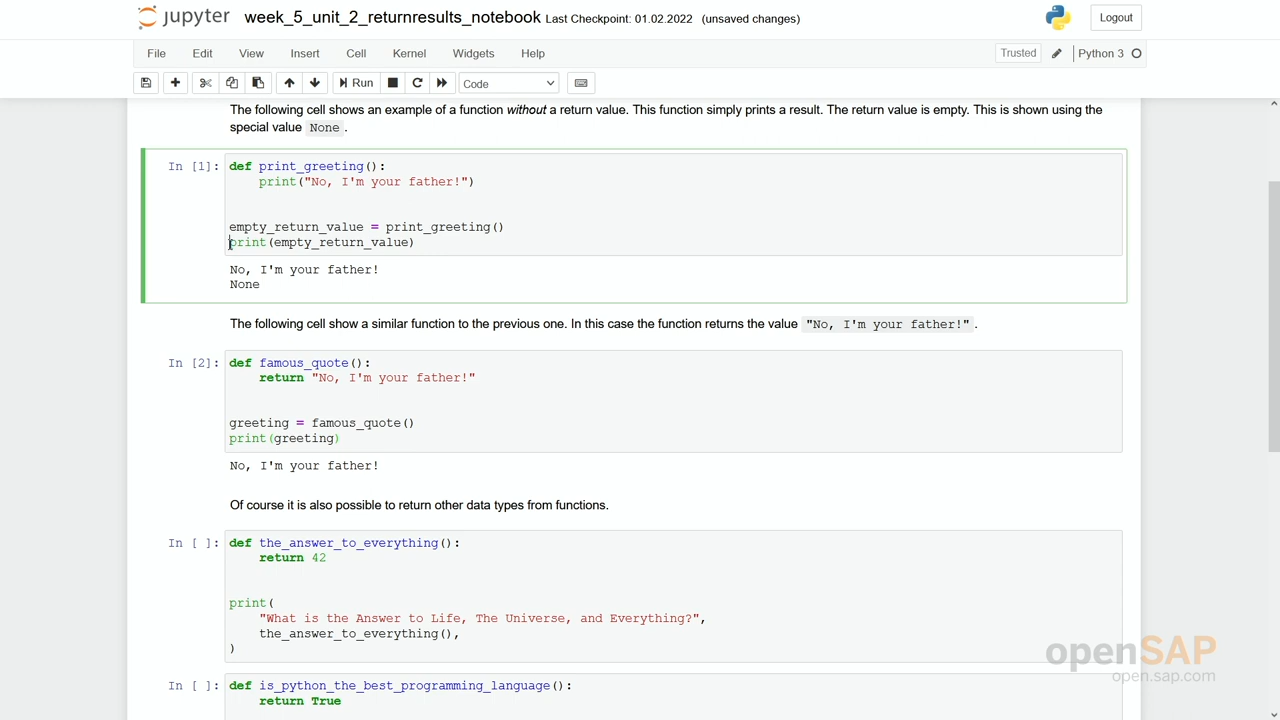 jupyter week_5_unit_2_returnresults_notebook Last Checkpoint: 01.02.2022 (unsaved changes) Logout
File Edit View Insert Cell Kernel Widgets Help Trusted Python 3
Run Code
The following cell shows an example of a function without a return value. This function simply prints a result. The return value is empty. This is shown using the
special value None .
In [1]: def print_greeting():
print("No, I'm your father!")
empty_return_value = print_greeting()
print(empty_return_value)
No, I'm your father!
None
The following cell show a similar function to the previous one. In this case the function returns the value "No, I'm your father!" .
In [2]: def famous_quote():
return "No, I'm your father!"
greeting = famous_quote()
print(greeting)
No, I'm your father!
Of course it is also possible to return other data types from functions.
In [ ]: def the_answer_to_everything():
return 42
print(
"What is the Answer to Life, The Universe, and Everything?",
the_answer_to_everything(),
)
openSAP
open.sap.com
In [ ]: def is_python_the_best_programming_language():
return True